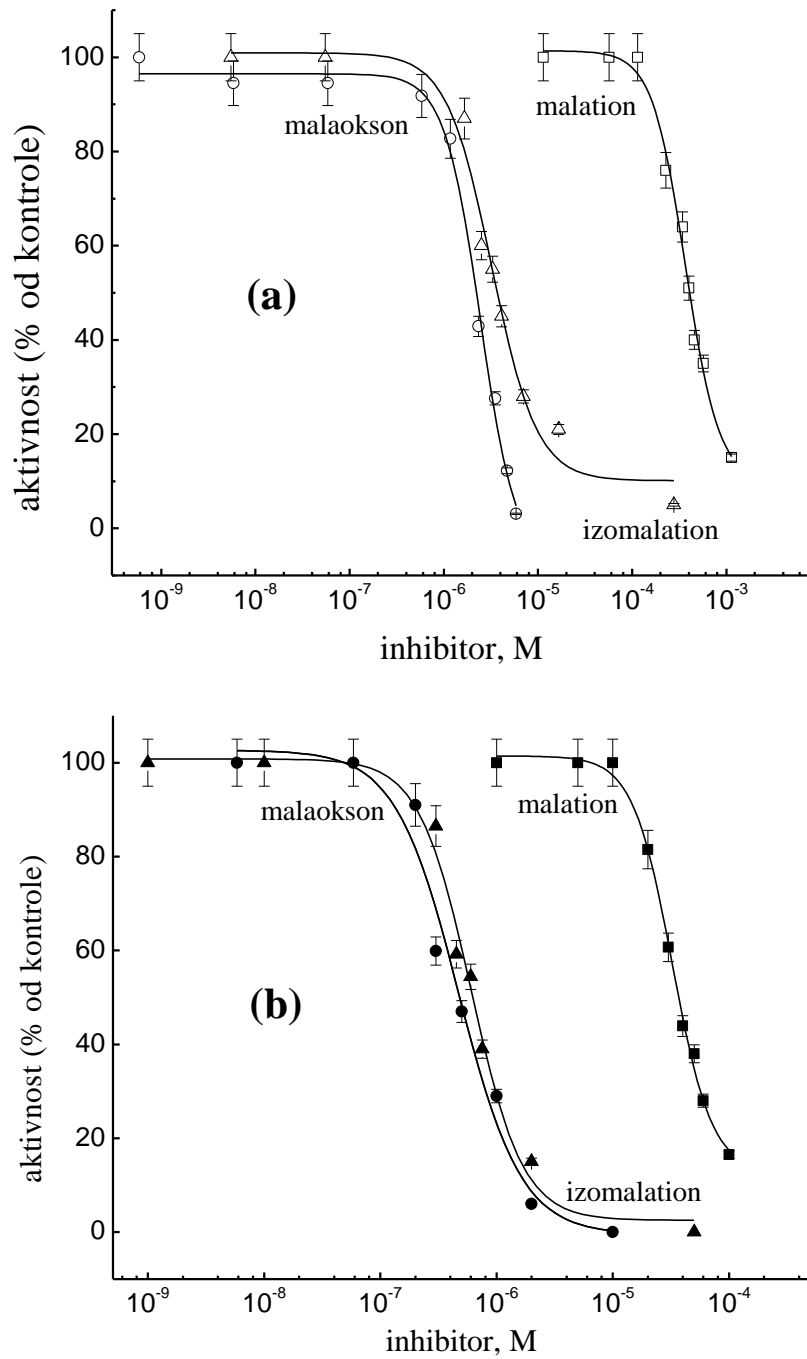 100
80
60
40
20
0
aktivnost (% od kontrole)
malaokson
malation
(a)
izomalation
10⁻⁹ 10⁻⁸ 10⁻⁷ 10⁻⁶ 10⁻⁵ 10⁻⁴ 10⁻³
inhibitor, M
100
80
60
40
20
0
aktivnost (% od kontrole)
malaokson
malation
(b)
izomalation
10⁻⁹ 10⁻⁸ 10⁻⁷ 10⁻⁶ 10⁻⁵ 10⁻⁴
inhibitor, M